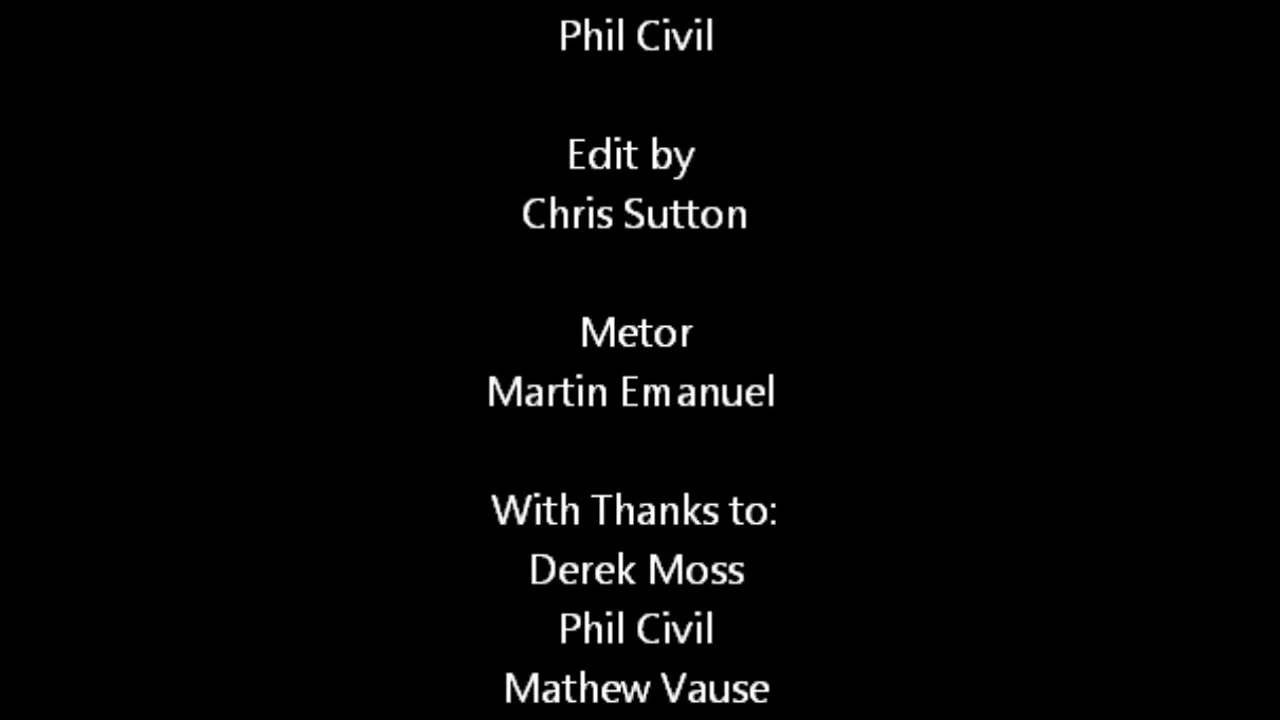 Phil Civil
Edit by
Chris Sutton
Metor
Martin Emanuel
With Thanks to:
Derek Moss
Phil Civil
Mathew Vause